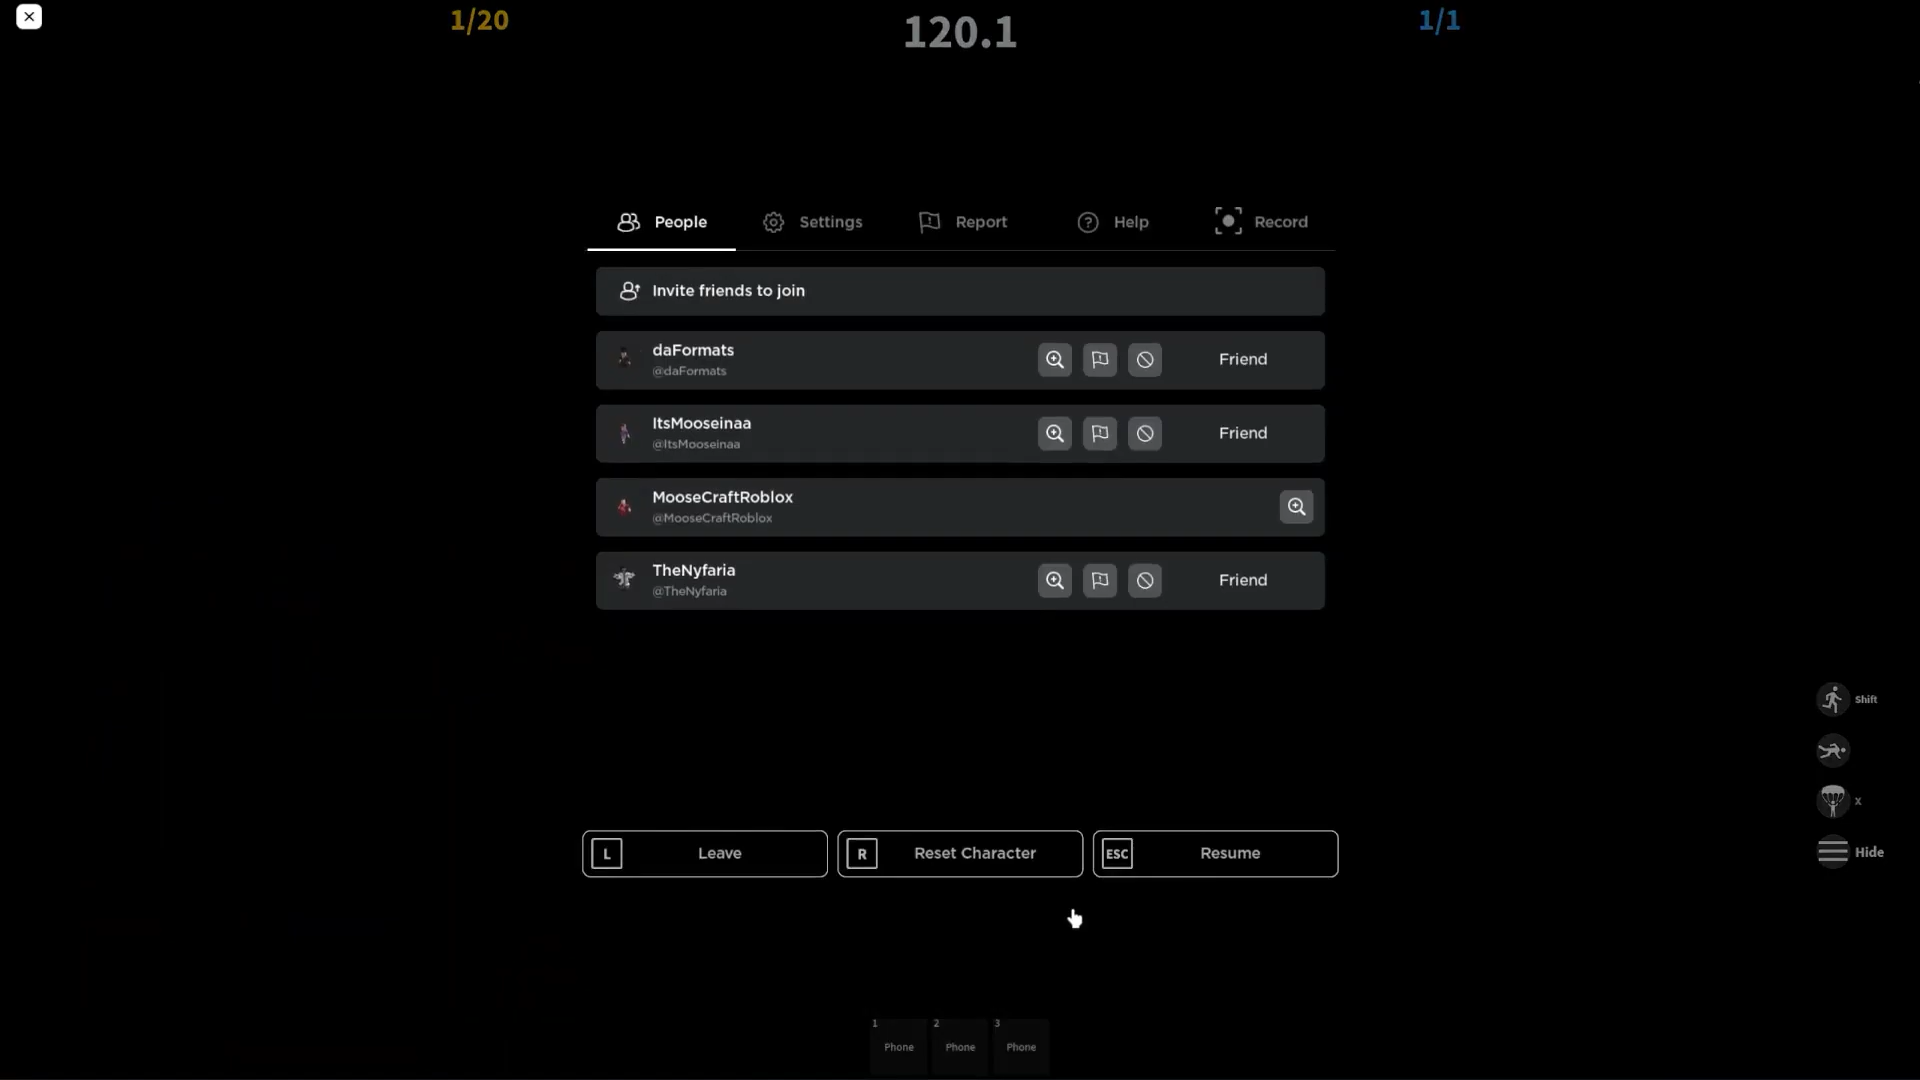 1/20
120.1
1/1
People
Settings
Report
Help
Record
Invite friends to join
daFormats
@daFormats
Friend
ItsMooseinaa
@ItsMooseinaa
Friend
MooseCraftRoblox
@MooseCraftRoblox
TheNyfaria
@TheNyfaria
Friend
Shift
X
Hide
L Leave
R Reset Character
ESC Resume
1 Phone
2 Phone
3 Phone